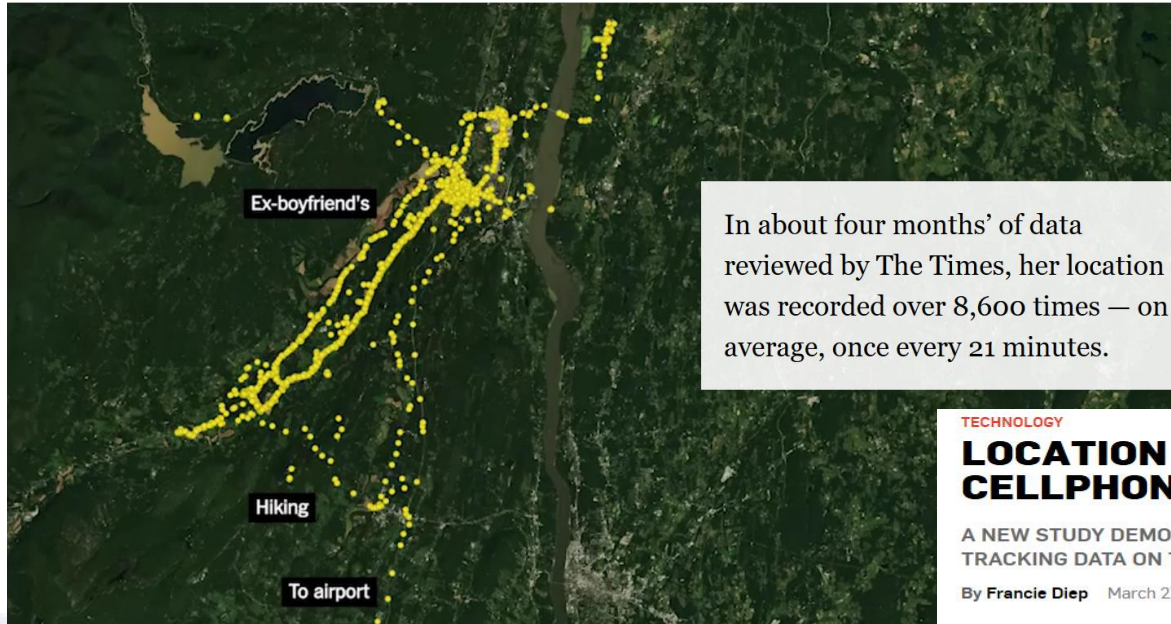 Ex-boyfriend's
In about four months’ of data
reviewed by The Times, her location
was recorded over 8,600 times — on
average, once every 21 minutes.
Hiking
To airport
TECHNOLOGY
LOCATION
CELLPHON
A NEW STUDY DEMO
TRACKING DATA ON
By Francie Diep March 2